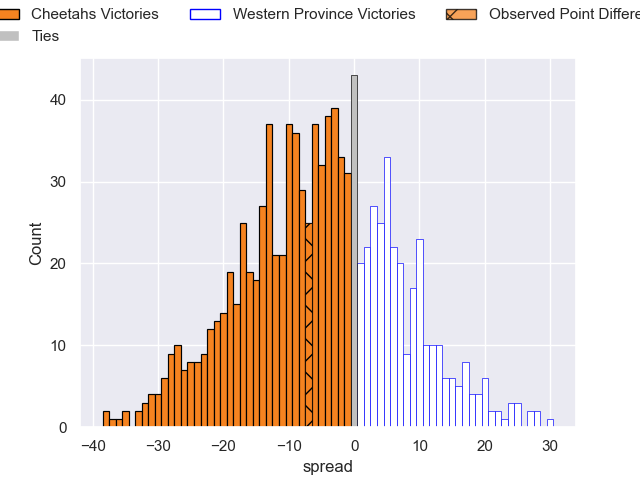 Cheetahs Victories
Western Province Victories
Observed Point Differe
Ties
Count
40
30
20
10
0
−40
−30
−20
−10
0
10
20
30
spread